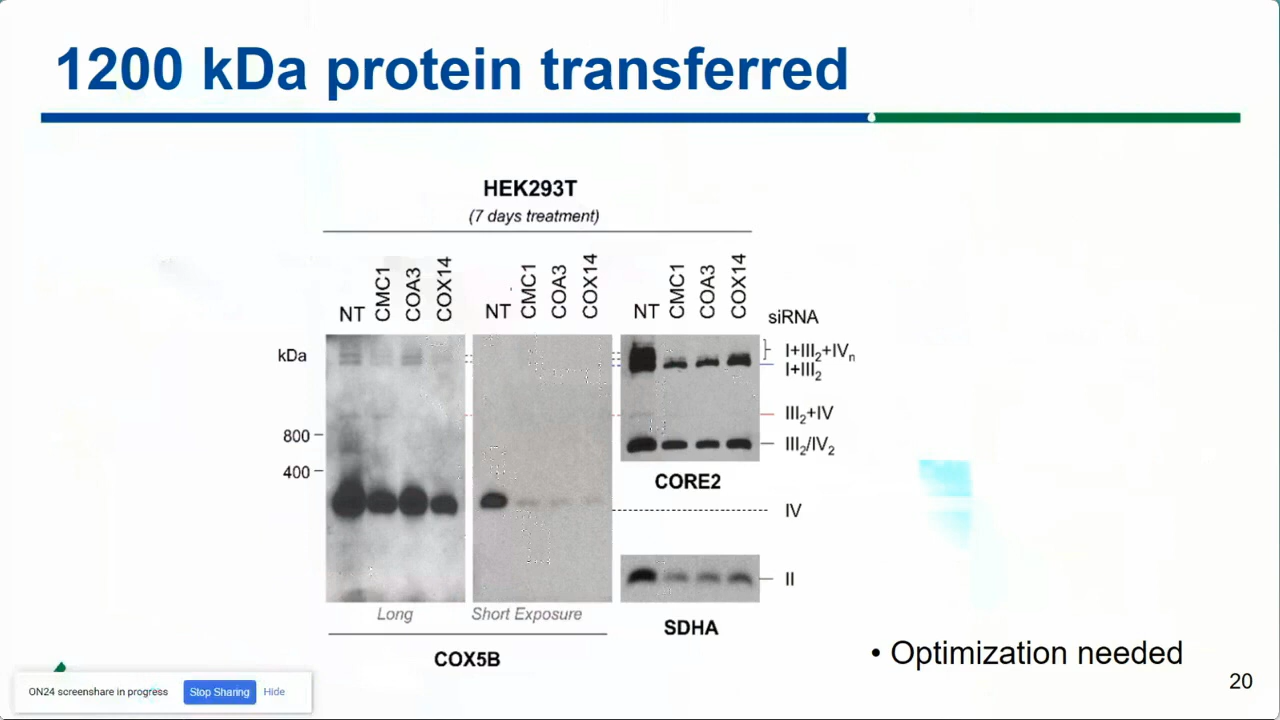 1200 kDa protein transferred
HEK293T
(7 days treatment)
NT CMC1 COA3 COX14
NT CMC1 COA3 COX14
NT CMC1 COA3 COX14
siRNA
kDa
800
400
I+III2+IVn
I+III2
III2+IV
III2/IV2
CORE2
IV
II
SDHA
Long
Short Exposure
COX5B
• Optimization needed
20
ON24 screenshare in progress
Stop Sharing
Hide